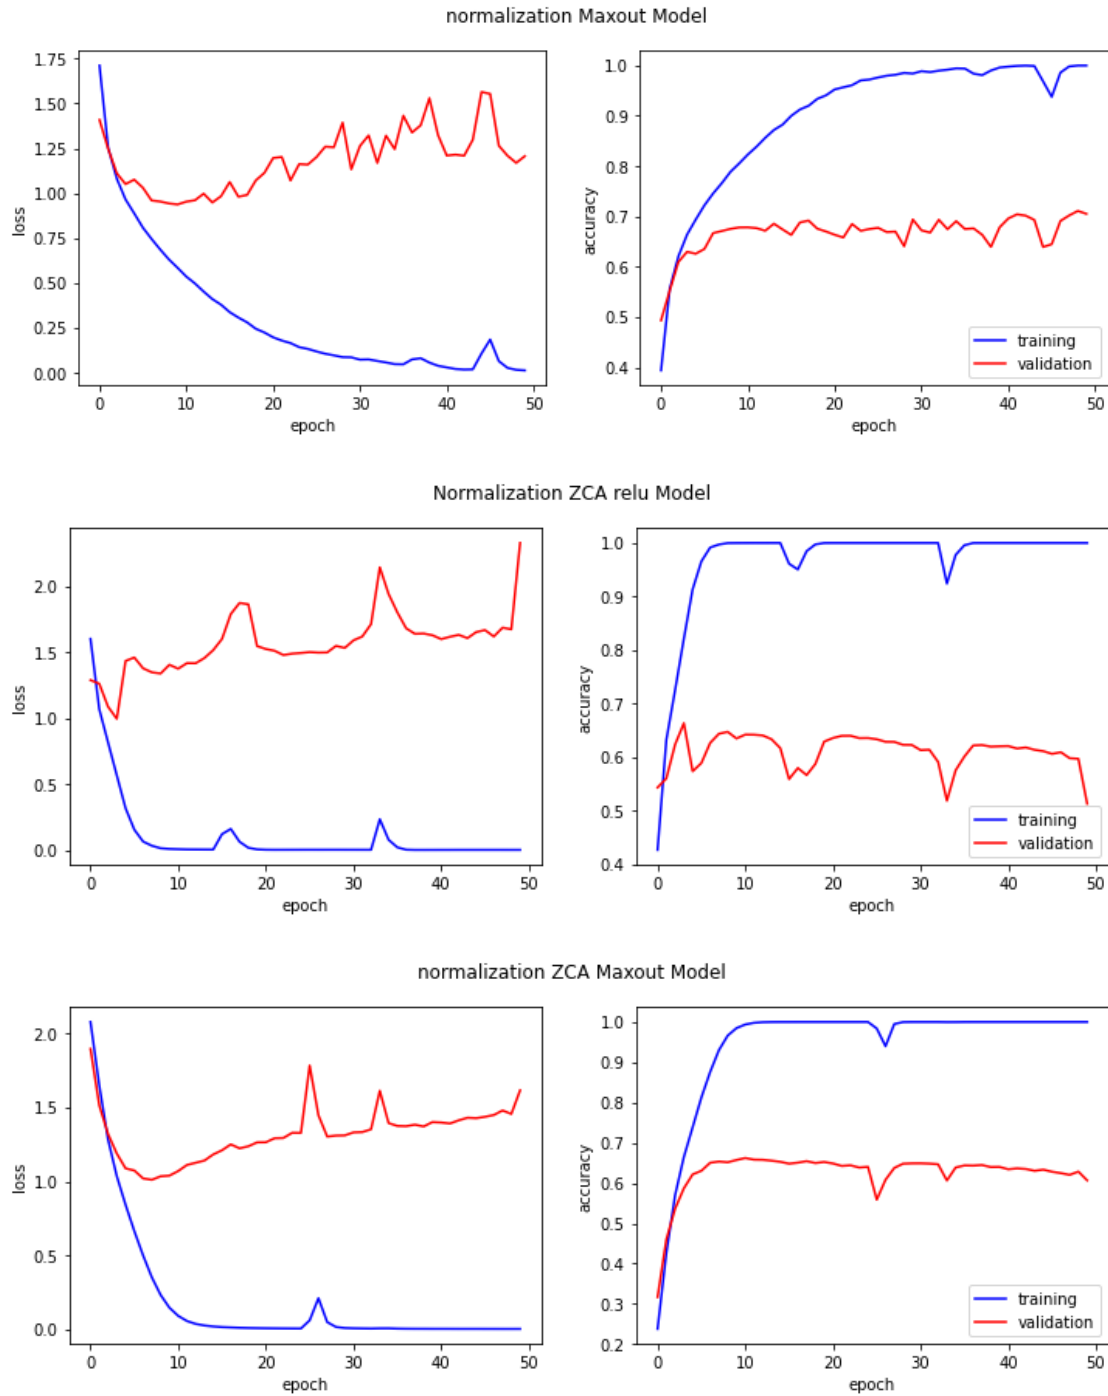 normalization Maxout Model
1.75
1.50
1.25
1.00
0.75
0.50
0.25
0.00
loss
0 10 20 30 40 50
epoch
1.0
0.9
0.8
0.7
0.6
0.5
0.4
accuracy
training
validation
0 10 20 30 40 50
epoch
Normalization ZCA relu Model
2.0
1.5
1.0
0.5
0.0
loss
0 10 20 30 40 50
epoch
1.0
0.9
0.8
0.7
0.6
0.5
0.4
accuracy
training
validation
0 10 20 30 40 50
epoch
normalization ZCA Maxout Model
2.0
1.5
1.0
0.5
0.0
loss
0 10 20 30 40 50
epoch
1.0
0.9
0.8
0.7
0.6
0.5
0.4
0.3
0.2
accuracy
training
validation
0 10 20 30 40 50
epoch